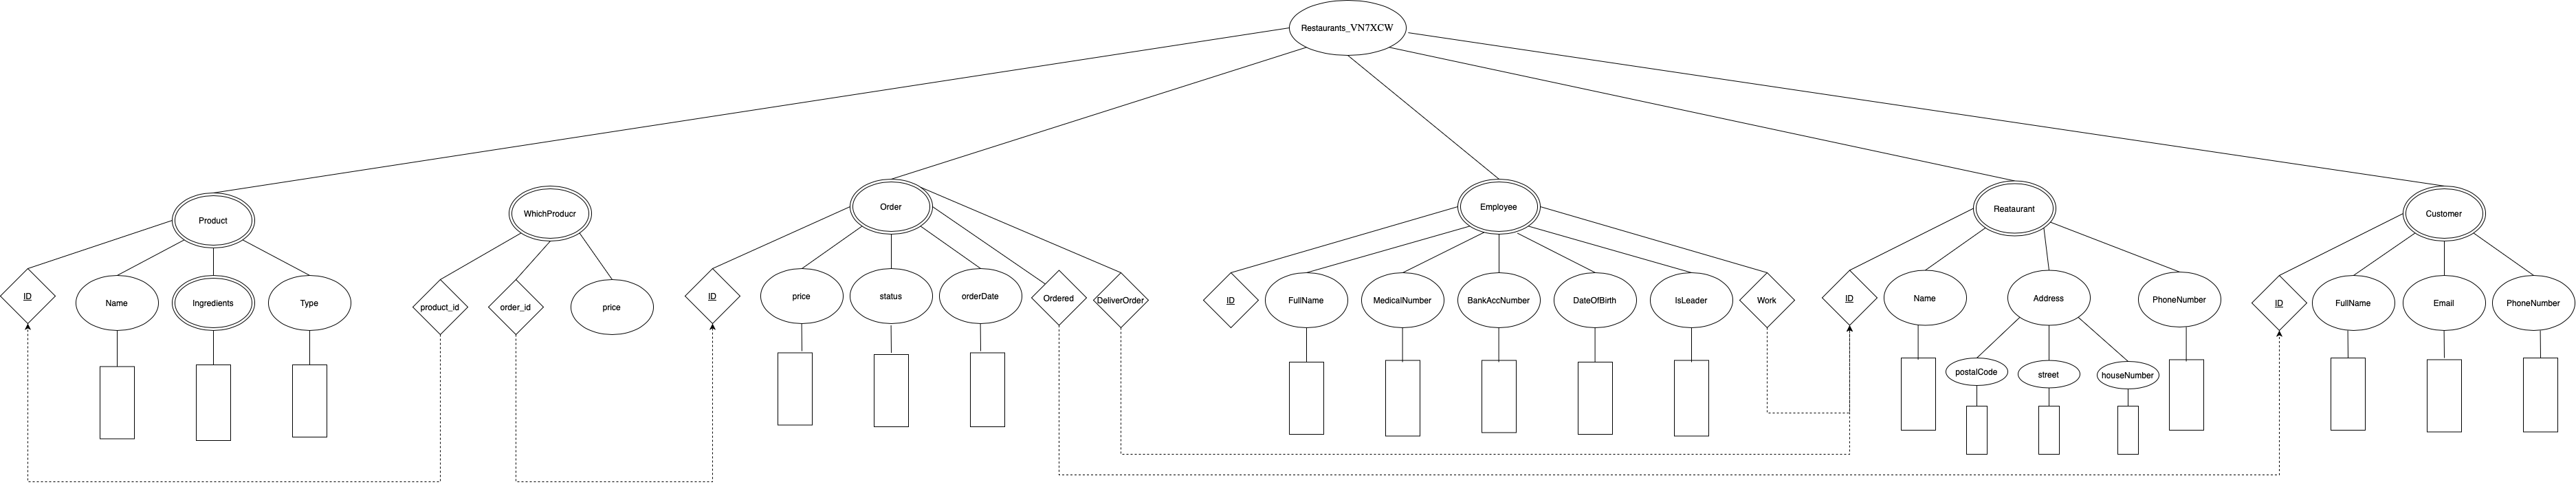 Restaurants_VN7XCW
Product
WhichProducr
Order
Employee
Reataurant
Customer
ID
Name
Ingredients
Type
product_id
order_id
price
ID
price
status
orderDate
Ordered
DeliverOrder
ID
FullName
MedicalNumber
BankAccNumber
DateOfBirth
IsLeader
Work
ID
Name
Address
PhoneNumber
ID
FullName
Email
PhoneNumber
postalCode
street
houseNumber